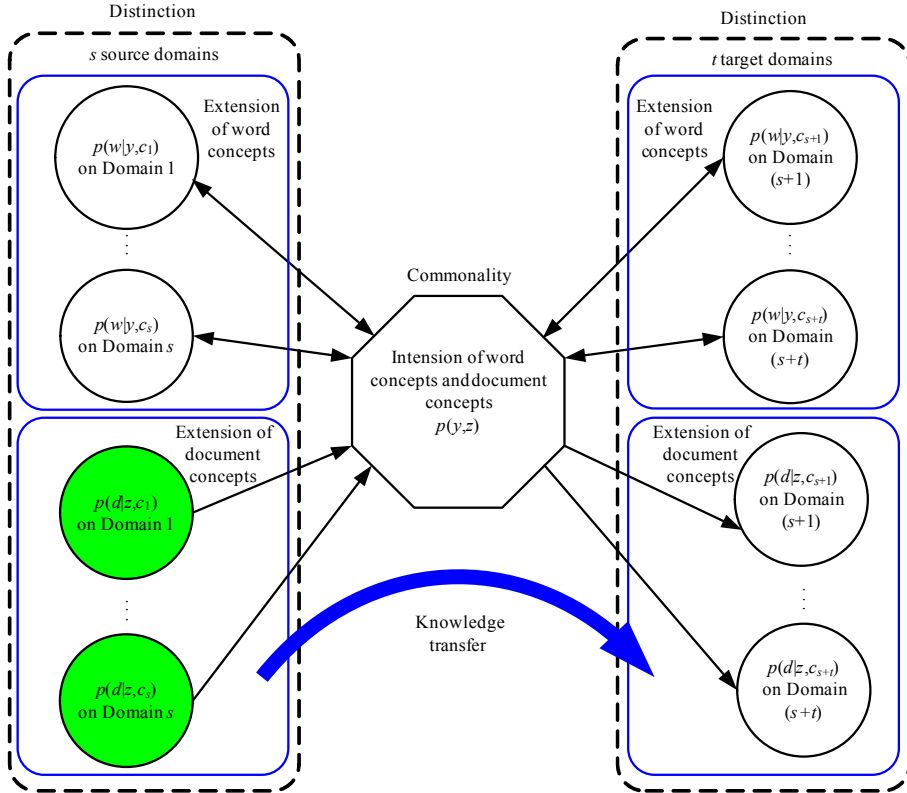 Distinction
s source domains
Extension
of word
concepts
p(w|y,c1)
on Domain 1
p(w|y,cs)
on Domain s
Extension of
document
concepts
p(d|z,c1)
on Domain 1
p(d|z,cs)
on Domain s
Commonality
Intension of word
concepts and document
concepts
p(y,z)
Knowledge
transfer
Distinction
t target domains
Extension
of word
concepts
p(w|y,cs+1)
on Domain
(s+1)
p(w|y,cs+t)
on Domain
(s+t)
Extension of
document
concepts
p(d|z,cs+1)
on Domain
(s+1)
p(d|z,cs+t)
on Domain
(s+t)